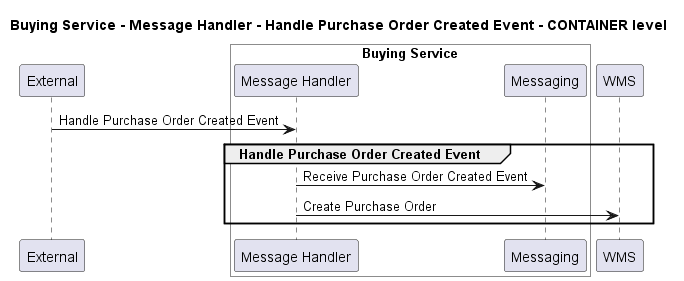 Buying Service - Message Handler - Handle Purchase Order Created Event - CONTAINER level
Buying Service
External
Message Handler
Messaging
WMS
Handle Purchase Order Created Event
Handle Purchase Order Created Event
Receive Purchase Order Created Event
Create Purchase Order
External
Message Handler
Messaging
WMS